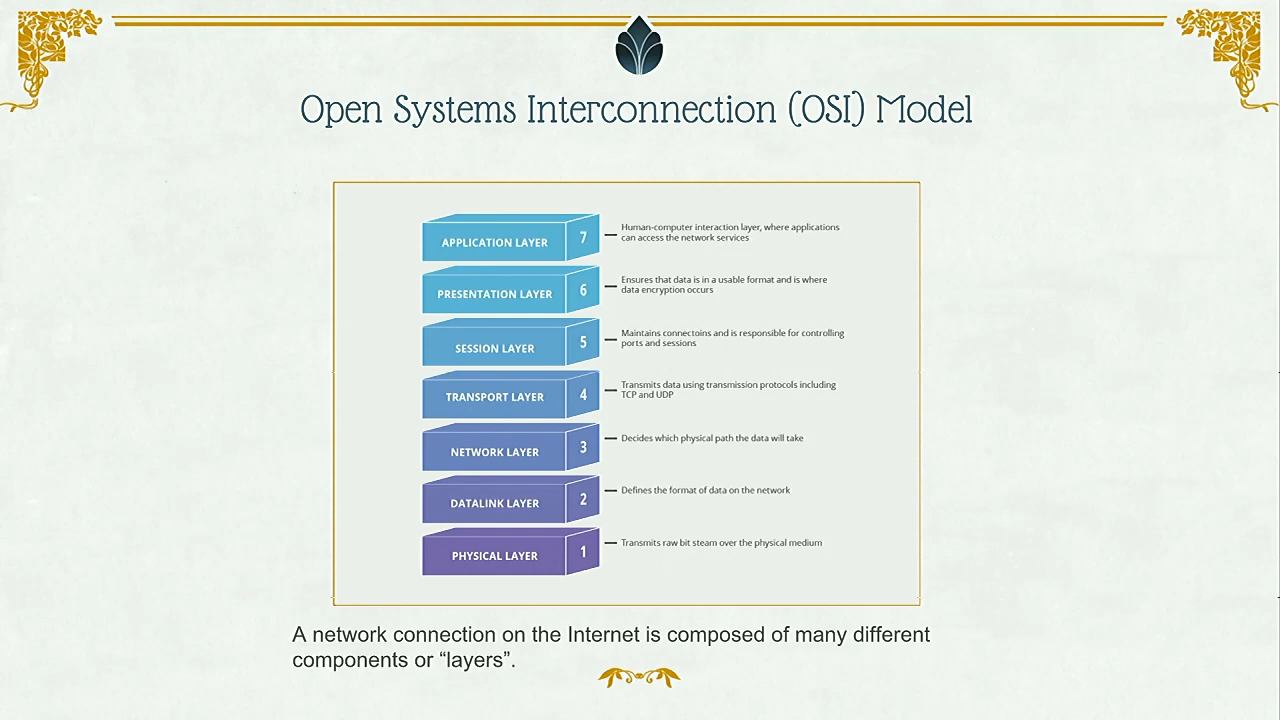 Open Systems Interconnection (OSI) Model
APPLICATION LAYER 7
Human-computer interaction layer, where applications
can access the network services
PRESENTATION LAYER 6
Ensures that data is in a usable format and is where
data encryption occurs
SESSION LAYER 5
Maintains connectoins and is responsible for controlling
ports and sessions
TRANSPORT LAYER 4
Transmits data using transmission protocols including
TCP and UDP
NETWORK LAYER 3
Decides which physical path the data will take
DATALINK LAYER 2
Defines the format of data on the network
PHYSICAL LAYER 1
Transmits raw bit steam over the physical medium
A network connection on the Internet is composed of many different
components or “layers”.